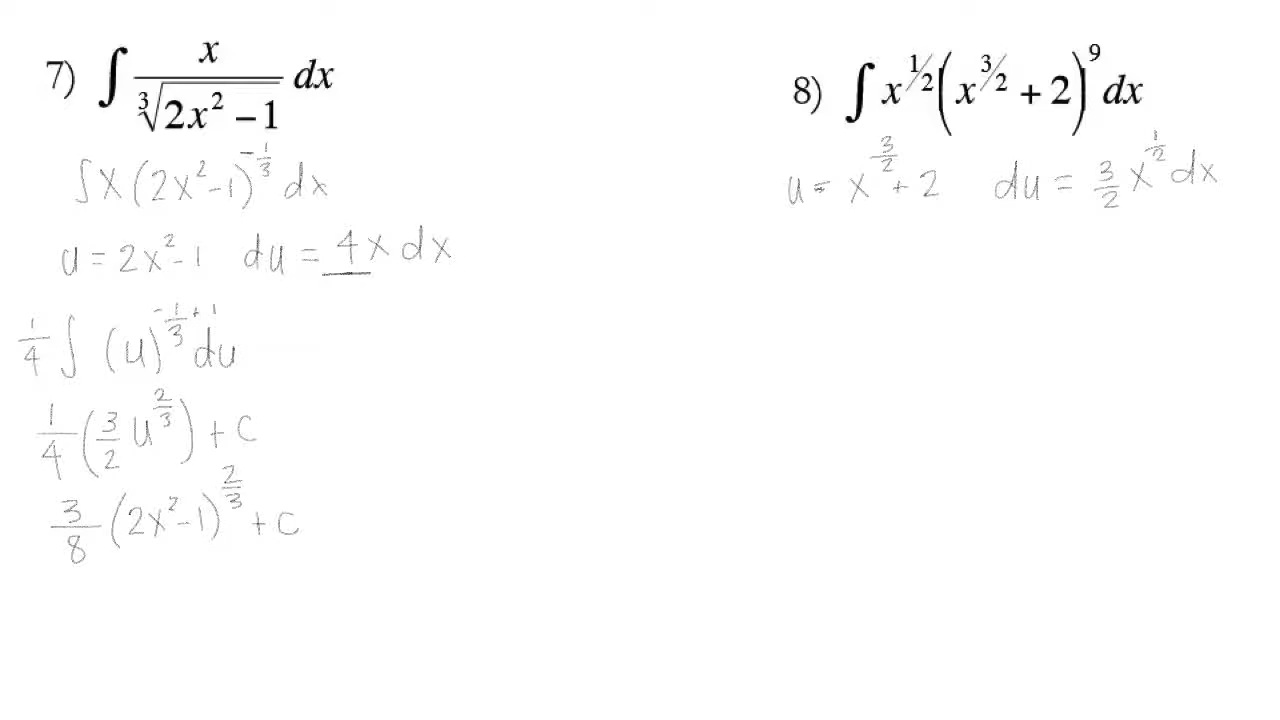 7) ∫ x / ∛(2x² − 1) dx
∫ x (2x² − 1)^(-1/3) dx
u = 2x² − 1   du = 4x dx
1/4 ∫ (u)^(-1/3 + 1) du
1/4 (3/2 u^(2/3)) + c
3/8 (2x² − 1)^(2/3) + c
8) ∫ x^(1/2) (x^(3/2) + 2)^9 dx
u = x^(3/2) + 2   du = 3/2 x^(1/2) dx